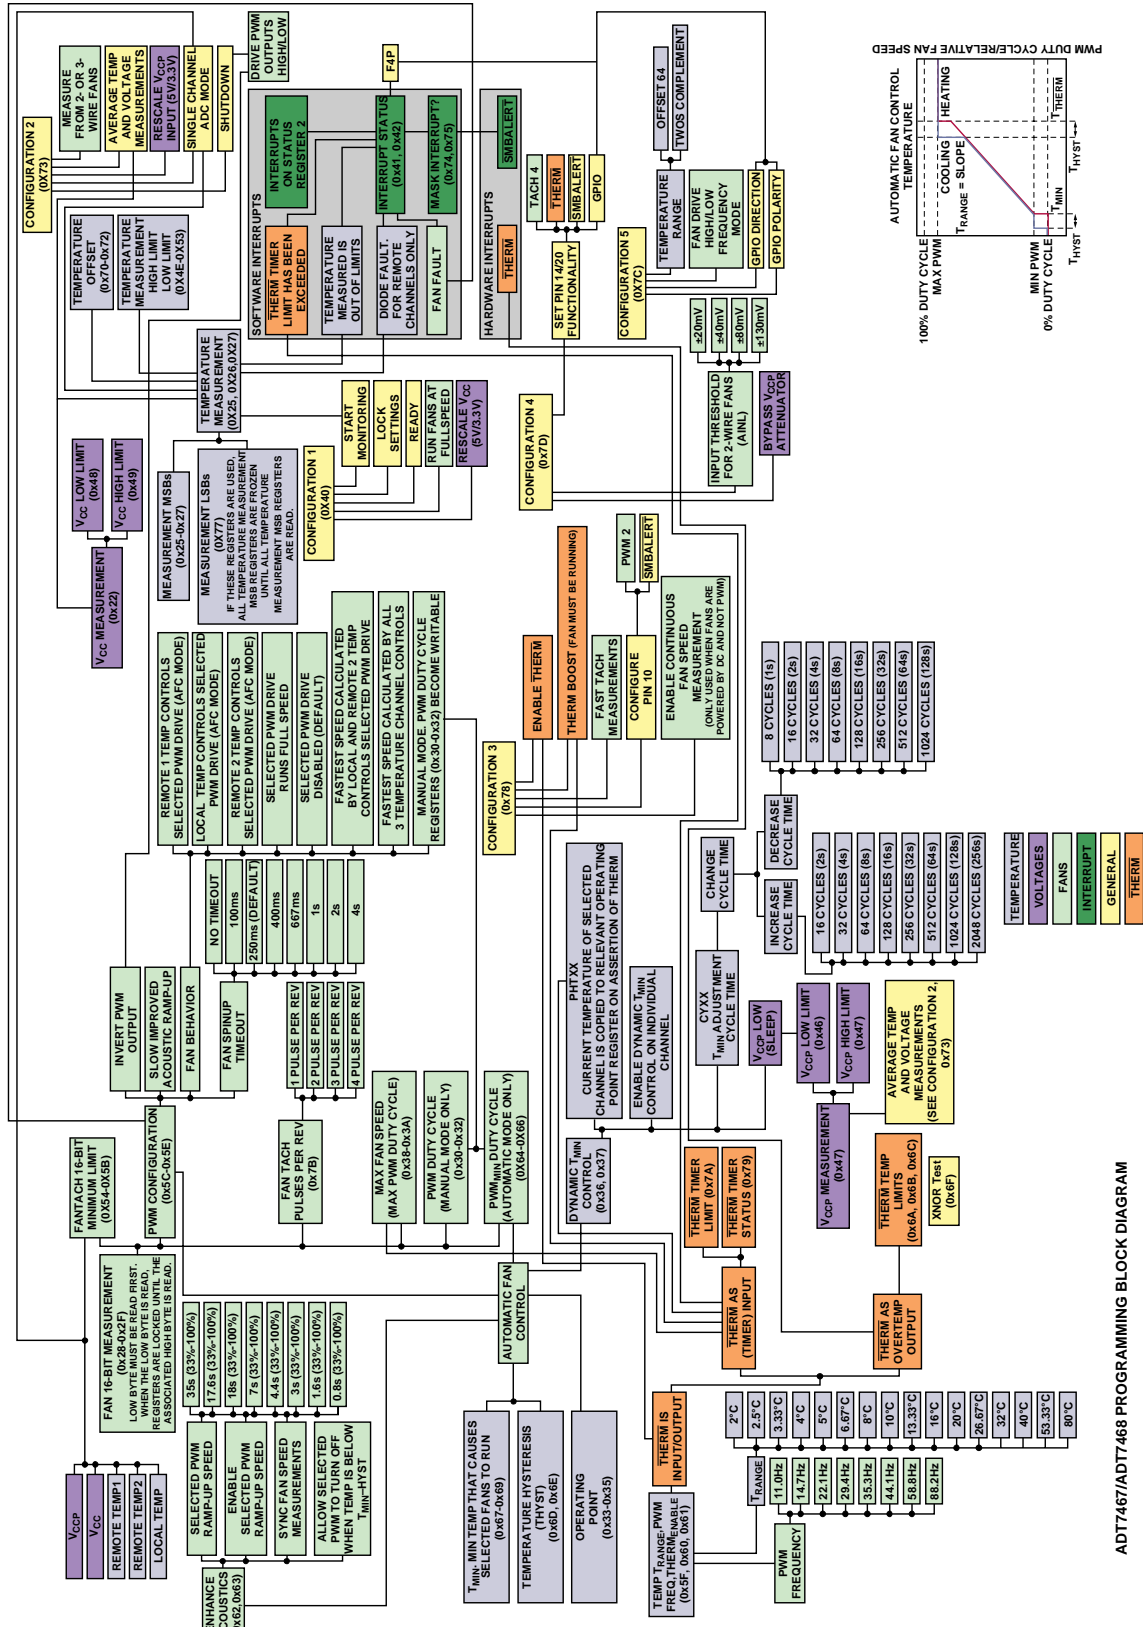 CONFIGURATION 2
(0x73)
MEASURE
FROM 2- OR 3-
WIRE FANS
AVERAGE TEMP
AND VOLTAGE
MEASUREMENTS
RESCALE VCCP
INPUT (5V/3.3V)
SINGLE CHANNEL
ADC MODE
SHUTDOWN
DRIVE PWM
OUTPUTS
HIGH/LOW
TEMPERATURE
OFFSET
(0x70-0x72)
TEMPERATURE
MEASUREMENT
HIGH LIMIT
LOW LIMIT
(0x4E-0X53)
SOFTWARE INTERRUPTS
THERM TIMER
LIMIT HAS BEEN
EXCEEDED
TEMPERATURE
MEASURED IS
OUT OF LIMITS
DIODE FAULT.
FOR REMOTE
CHANNELS ONLY
FAN FAULT
INTERRUPTS
ON STATUS
REGISTER 2
INTERRUPT STATUS
(0x41, 0x42)
MASK INTERRUPT?
(0x74,0x75)
F4P
HARDWARE INTERRUPTS
THERM
SMBALERT
SET PIN 14/20
FUNCTIONALITY
TACH 4
THERM
SMBALERT
GPIO
CONFIGURATION 5
(0X7C)
TEMPERATURE
RANGE
OFFSET 64
TWOS COMPLEMENT
FAN DRIVE
HIGH/LOW
FREQUENCY
MODE
GPIO DIRECTION
GPIO POLARITY
VCC MEASUREMENT
(0x22)
VCC LOW LIMIT
(0x48)
VCC HIGH LIMIT
(0x49)
TEMPERATURE
MEASUREMENT
(0X25, 0X26,0X27)
MEASUREMENT MSBs
(0x25-0x27)
MEASUREMENT LSBs
(0X77)
IF THESE REGISTERS ARE USED,
ALL TEMPERATURE MEASUREMENT
MSB REGISTERS ARE FROZEN
UNTIL ALL TEMPERATURE
MEASUREMENT MSB REGISTERS
ARE READ.
CONFIGURATION 1
(0X40)
START
MONITORING
LOCK
SETTINGS
READY
RUN FANS AT
FULLSPEED
RESCALE VCC
(5V/3.3V)
CONFIGURATION 4
(0x7D)
INPUT THRESHOLD
FOR 2-WIRE FANS
(AINL)
±20mV
±40mV
±80mV
±130mV
BYPASS VCCP
ATTENUATOR
AUTOMATIC FAN CONTROL
TEMPERATURE
PWM DUTY CYCLE/RELATIVE FAN SPEED
100% DUTY CYCLE
MAX PWM
COOLING
HEATING
TRANGE = SLOPE
MIN PWM
0% DUTY CYCLE
THYST
TMIN
THYST
TTHERM
INVERT PWM
OUTPUT
SLOW IMPROVED
ACOUSTIC RAMP-UP
FAN BEHAVIOR
FAN SPINUP
TIMEOUT
REMOTE 1 TEMP CONTROLS
SELECTED PWM DRIVE (AFC MODE)
LOCAL TEMP CONTROLS SELECTED
PWM DRIVE (AFC MODE)
REMOTE 2 TEMP CONTROLS
SELECTED PWM DRIVE (AFC MODE)
SELECTED PWM DRIVE
RUNS FULL SPEED
SELECTED PWM DRIVE
DISABLED (DEFAULT)
FASTEST SPEED CALCULATED
BY LOCAL AND REMOTE 2 TEMP
CONTROLS SELECTED PWM DRIVE
FASTEST SPEED CALCULATED BY ALL
3 TEMPERATURE CHANNEL CONTROLS
MANUAL MODE. PWM DUTY CYCLE
REGISTERS (0x30-0x32) BECOME WRITABLE
NO TIMEOUT
100ms
250ms (DEFAULT)
400ms
667ms
1s
2s
4s
FANTACH 16-BIT
MINIMUM LIMIT
(0X54-0X5B)
PWM CONFIGURATION
(0x5C-0x5E)
FAN TACH
PULSES PER REV
(0x7B)
1 PULSE PER REV
2 PULSE PER REV
3 PULSE PER REV
4 PULSE PER REV
MAX FAN SPEED
(MAX PWM DUTY CYCLE)
(0x38-0x3A)
PWM DUTY CYCLE
(MANUAL MODE ONLY)
(0x30-0x32)
PWMMIN DUTY CYCLE
(AUTOMATIC MODE ONLY)
(0X64-0X66)
FAN 16-BIT MEASUREMENT
(0x28-0x2F)
LOW BYTE MUST BE READ FIRST.
WHEN THE LOW BYTE IS READ,
REGISTERS ARE LOCKED UNTIL THE
ASSOCIATED HIGH BYTE IS READ.
VCCP
VCC
REMOTE TEMP1
REMOTE TEMP2
LOCAL TEMP
SELECTED PWM
RAMP-UP SPEED
ENABLE
SELECTED PWM
RAMP-UP SPEED
SYNC FAN SPEED
MEASUREMENTS
ALLOW SELECTED
PWM TO TURN OFF
WHEN TEMP IS BELOW
TMIN–HYST
35s (33%-100%)
17.6s (33%-100%)
18s (33%-100%)
7s (33%-100%)
4.4s (33%-100%)
3s (33%-100%)
1.6s (33%-100%)
0.8s (33%-100%)
CONFIGURATION 3
(0x78)
ENABLE THERM
THERM BOOST (FAN MUST BE RUNNING)
FAST TACH
MEASUREMENTS
CONFIGURE
PIN 10
PWM 2
SMBALERT
ENABLE CONTINUOUS
FAN SPEED
MEASUREMENT
(ONLY USED WHEN FANS ARE
POWERED BY DC AND NOT PWM)
AUTOMATIC FAN
CONTROL
TMIN- MIN TEMP THAT CAUSES
SELECTED FANS TO RUN
(0x67-0x69)
TEMPERATURE HYSTERESIS
(THYST)
(0x6D, 0x6E)
OPERATING
POINT
(0x33-0x35)
DYNAMIC TMIN
CONTROL
(0x36, 0x37)
PHTXX
CURRENT TEMPERATURE OF SELECTED
CHANNEL IS COPIED TO RELEVANT OPERATING
POINT REGISTER ON ASSERTION OF THERM
ENABLE DYNAMIC TMIN
CONTROL ON INDIVIDUAL
CHANNEL
CYXX
TMIN ADJUSTMENT
CYCLE TIME
CHANGE
CYCLE TIME
DECREASE
CYCLE TIME
INCREASE
CYCLE TIME
8 CYCLES (1s)
16 CYCLES (2s)
32 CYCLES (4s)
64 CYCLES (8s)
128 CYCLES (16s)
256 CYCLES (32s)
512 CYCLES (64s)
1024 CYCLES (128s)
16 CYCLES (2s)
32 CYCLES (4s)
64 CYCLES (8s)
128 CYCLES (16s)
256 CYCLES (32s)
512 CYCLES (64s)
1024 CYCLES (128s)
2048 CYCLES (256s)
VCCP LOW
(SLEEP)
VCCP MEASUREMENT
(0x47)
VCCP LOW LIMIT
(0x46)
VCCP HIGH LIMIT
(0x47)
AVERAGE TEMP
AND VOLTAGE
MEASUREMENTS
(SEE CONFIGURATION 2,
0x73)
THERM AS
(TIMER) INPUT
THERM TIMER
LIMIT (0x7A)
THERM TIMER
STATUS (0x79)
THERM AS
OVERTEMP
OUTPUT
THERM TEMP
LIMITS
(0x6A, 0x6B, 0x6C)
XNOR Test
(0x6F)
THERM IS
INPUT/OUTPUT
TEMP TRANGE,PWM
FREQ,THERM ENABLE
(0x5F, 0x60, 0x61)
TRANGE
2°C
2.5°C
3.33°C
4°C
5°C
6.67°C
8°C
10°C
13.33°C
16°C
20°C
26.67°C
32°C
40°C
53.33°C
80°C
PWM
FREQUENCY
11.0Hz
14.7Hz
22.1Hz
29.4Hz
35.3Hz
44.1Hz
58.8Hz
88.2Hz
TEMPERATURE
VOLTAGES
FANS
INTERRUPT
GENERAL
THERM
ADT7467/ADT7468 PROGRAMMING BLOCK DIAGRAM